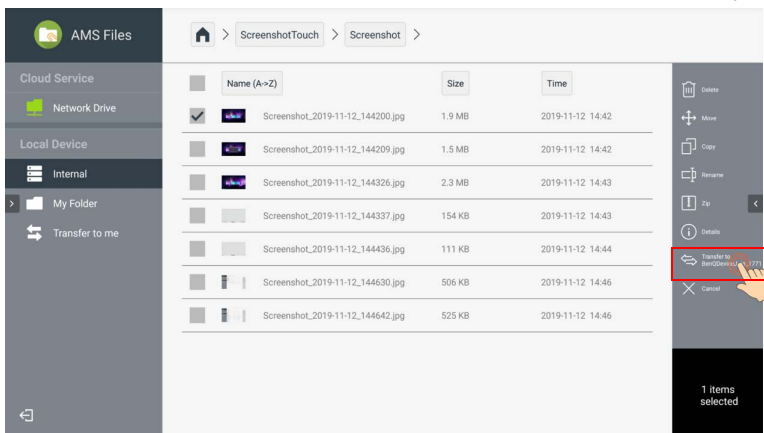 AMS Files
ScreenshotTouch > Screenshot >
Cloud Service
Network Drive
Local Device
Internal
My Folder
Transfer to me
Name (A->Z) Size Time
Screenshot_2019-11-12_144200.jpg 1.9 MB 2019-11-12 14:42
Screenshot_2019-11-12_144209.jpg 1.5 MB 2019-11-12 14:42
Screenshot_2019-11-12_144326.jpg 2.3 MB 2019-11-12 14:43
Screenshot_2019-11-12_144337.jpg 154 KB 2019-11-12 14:43
Screenshot_2019-11-12_144436.jpg 111 KB 2019-11-12 14:44
Screenshot_2019-11-12_144630.jpg 506 KB 2019-11-12 14:46
Screenshot_2019-11-12_144642.jpg 525 KB 2019-11-12 14:46
Delete
Move
Copy
Rename
Zip
Details
Transfer to
Cancel
1 items
selected